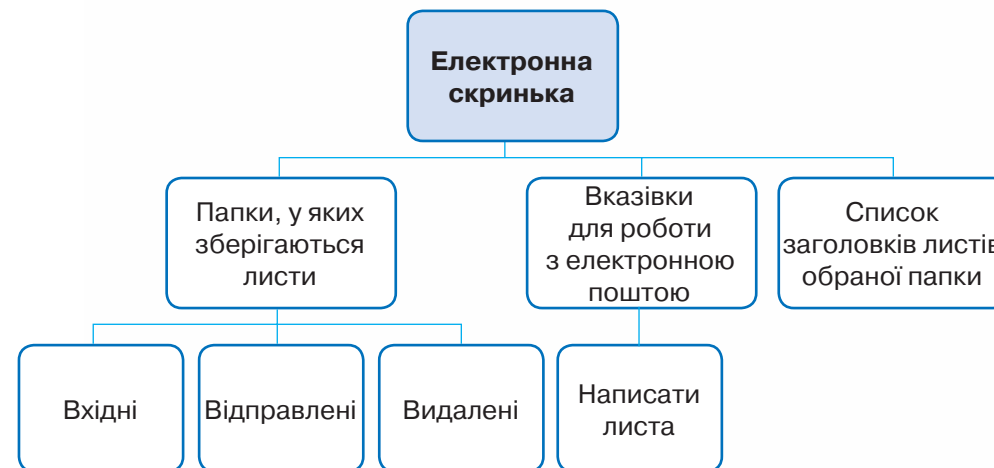 Електронна
скринька
Папки, у яких
зберігаються
листи
Вказівки
для роботи
з електронною
поштою
Список
заголовків листів
обраної папки
Вхідні
Відправлені
Видалені
Написати
листа